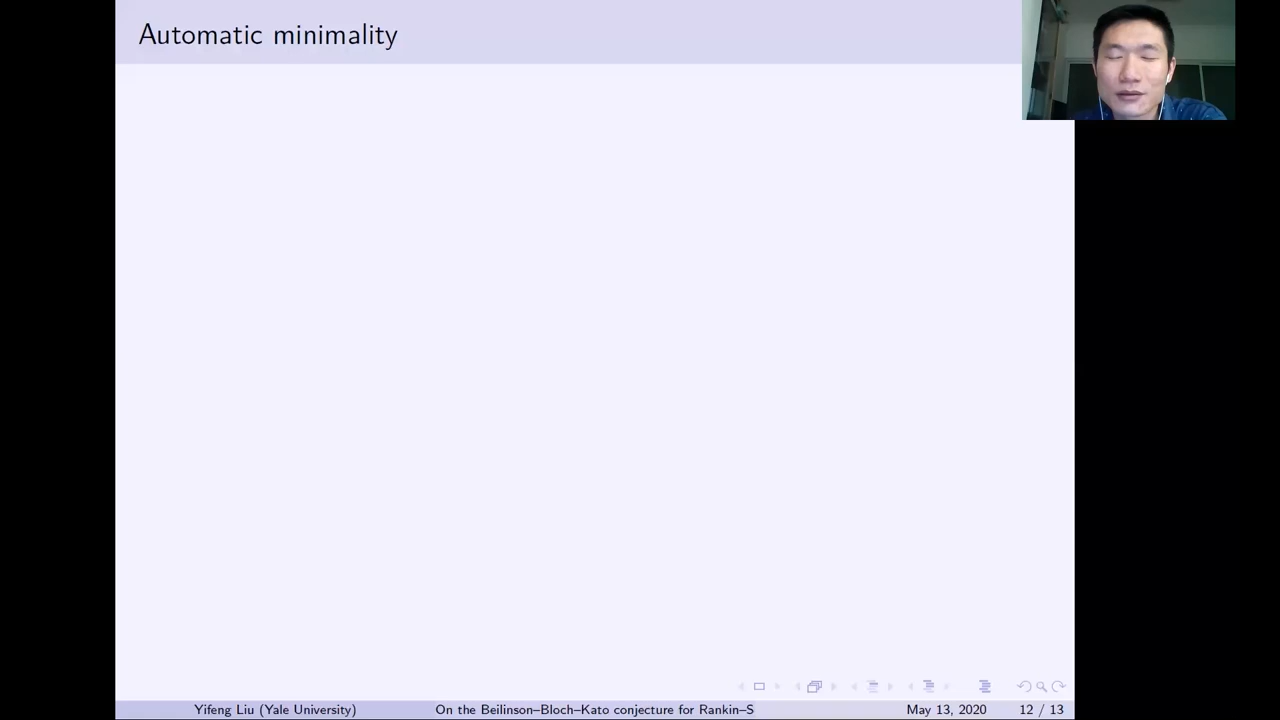 Automatic minimality
Yifeng Liu (Yale University) On the Beilinson–Bloch–Kato conjecture for Rankin–S May 13, 2020 12 / 13